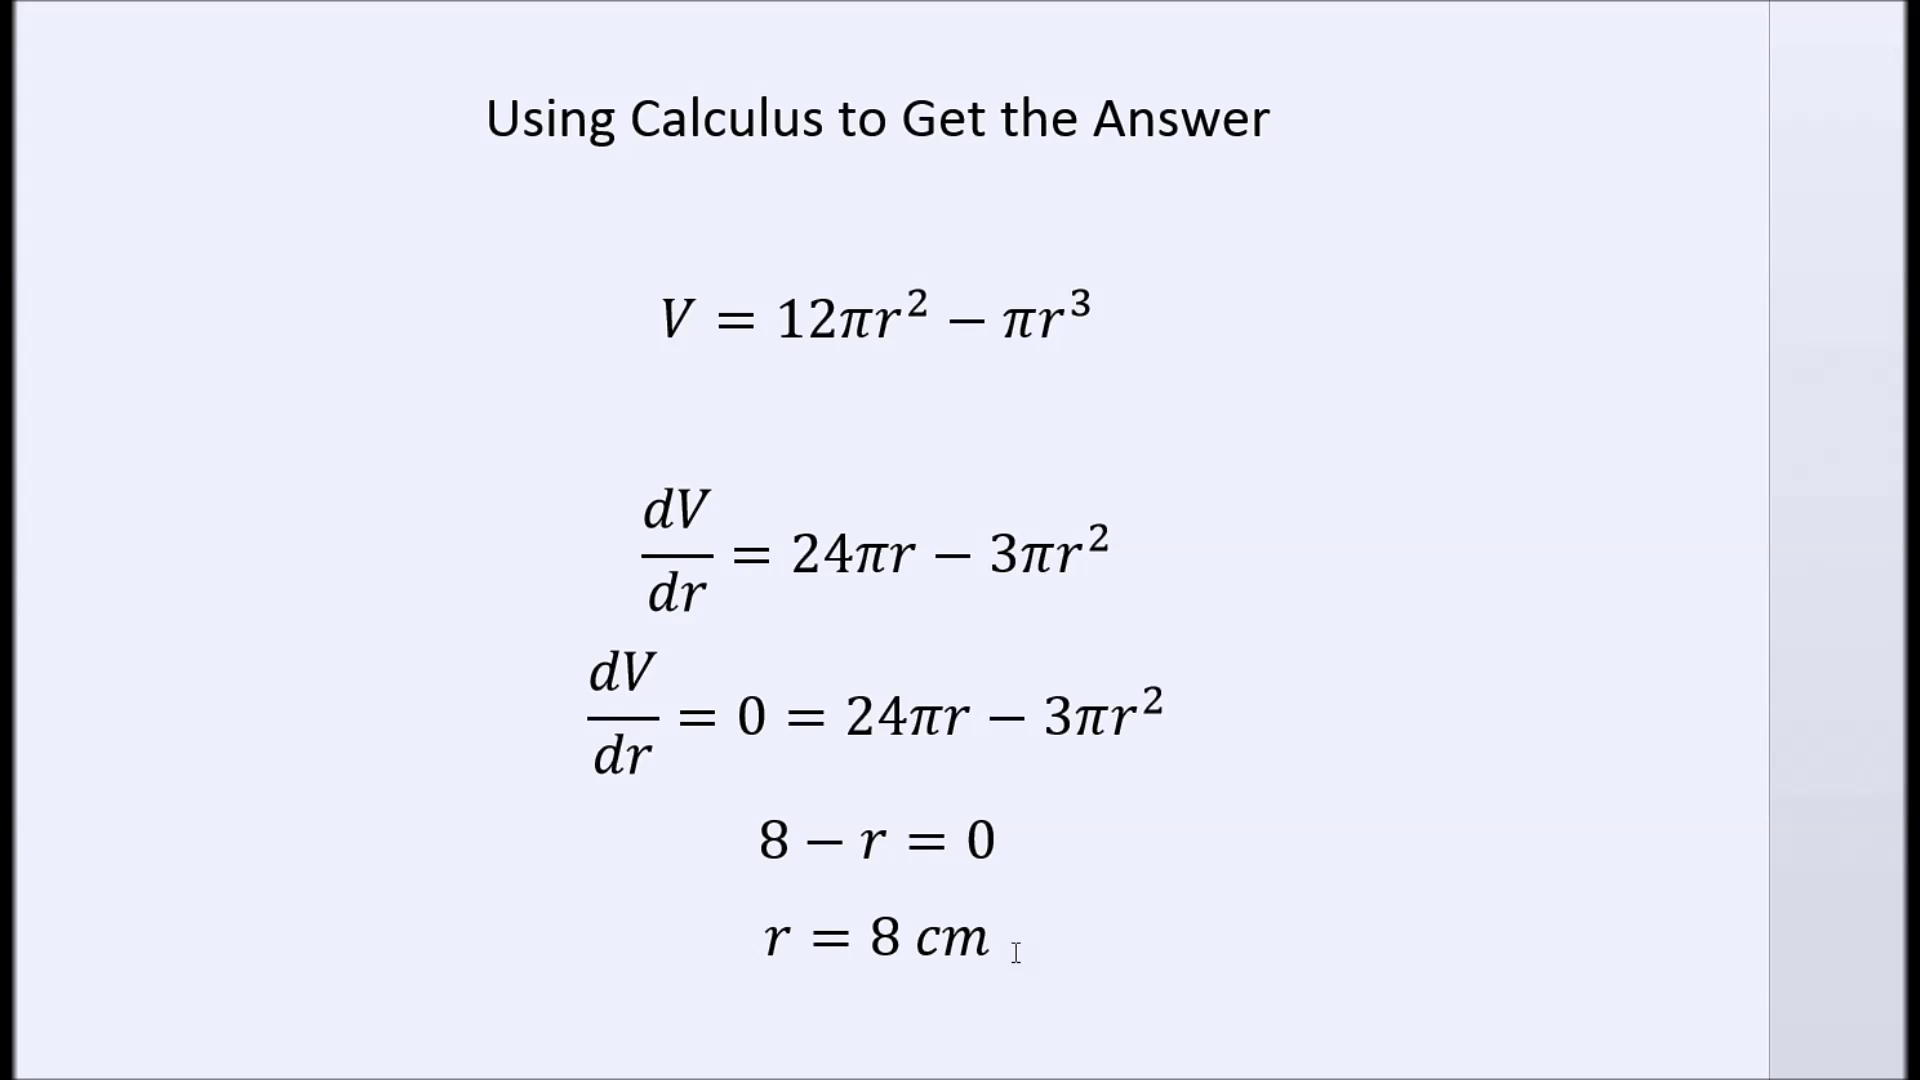 Using Calculus to Get the Answer
V = 12πr² − πr³
dV/dr = 24πr − 3πr²
dV/dr = 0 = 24πr − 3πr²
8 − r = 0
r = 8 cm